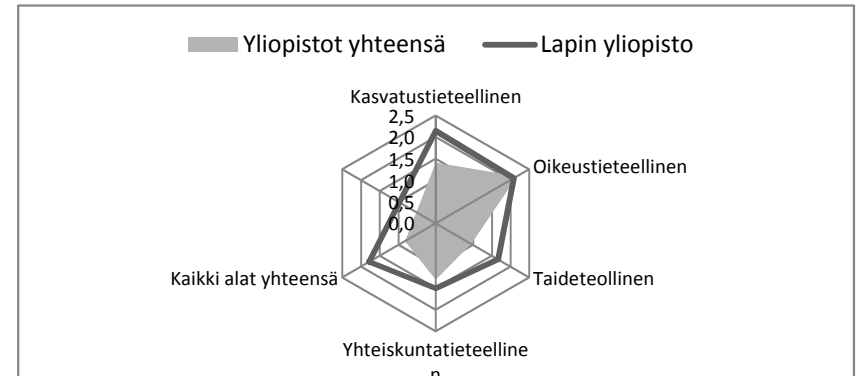 Yliopistot yhteensä
Lapin yliopisto
Kasvatustieteellinen
2,5
2,0
1,5
1,0
0,5
0,0
Oikeustieteellinen
Kaikki alat yhteensä
Taideteollinen
Yhteiskuntatieteelline
n